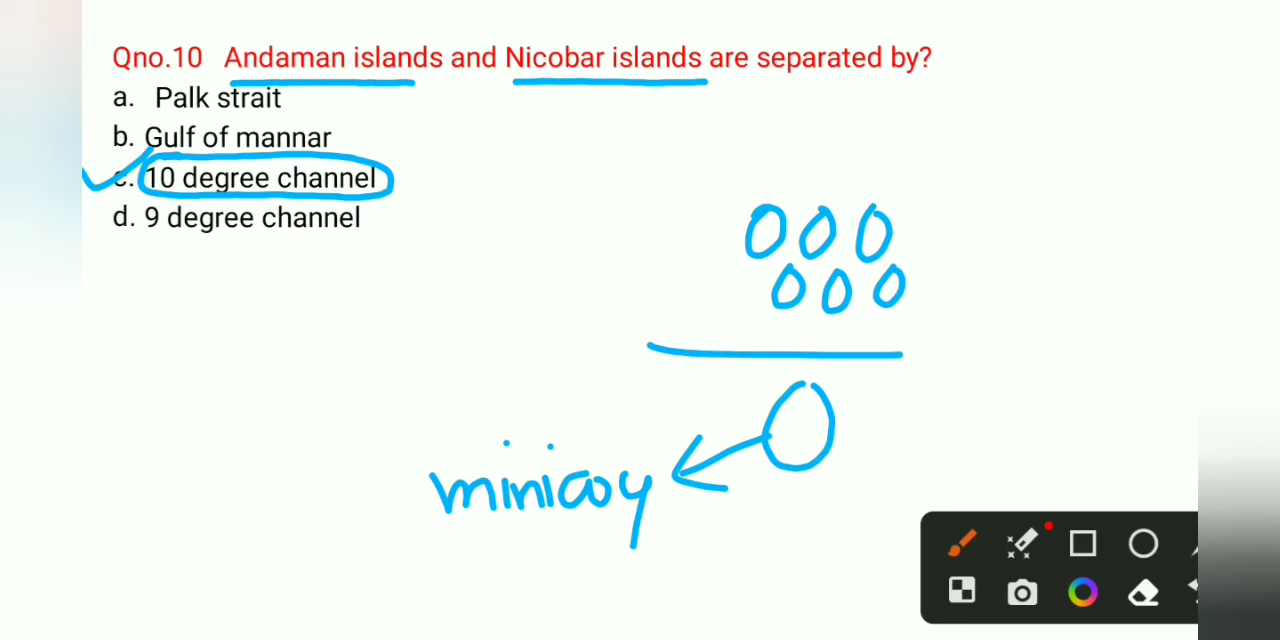 Qno.10 Andaman islands and Nicobar islands are separated by?
a. Palk strait
b. Gulf of mannar
c. 10 degree channel
d. 9 degree channel
minicoy